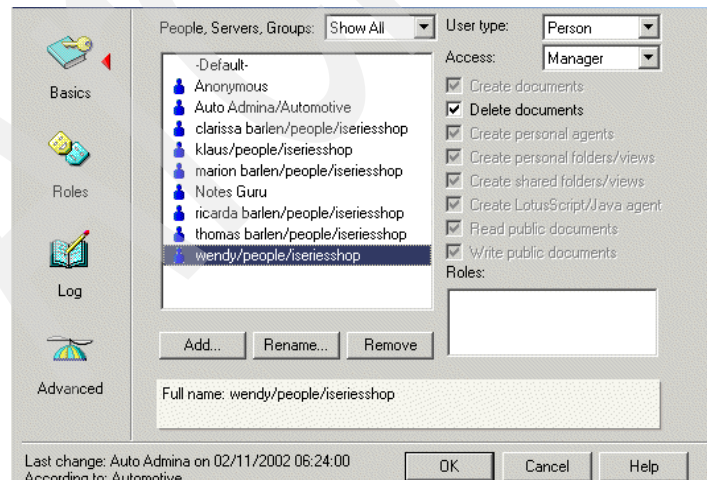 People, Servers, Groups: Show All
User type: Person
Access: Manager
Basics
Roles
Log
Advanced
-Default-
Anonymous
Auto Admina/Automotive
clarissa barlen/people/iseriesshop
klaus/people/iseriesshop
marion barlen/people/iseriesshop
Notes Guru
ricarda barlen/people/iseriesshop
thomas barlen/people/iseriesshop
wendy/people/iseriesshop
Create documents
Delete documents
Create personal agents
Create personal folders/views
Create shared folders/views
Create LotusScript/Java agent
Read public documents
Write public documents
Roles:
Add... Rename... Remove
Full name: wendy/people/iseriesshop
Last change: Auto Admina on 02/11/2002 06:24:00
According to: Automotive
OK Cancel Help